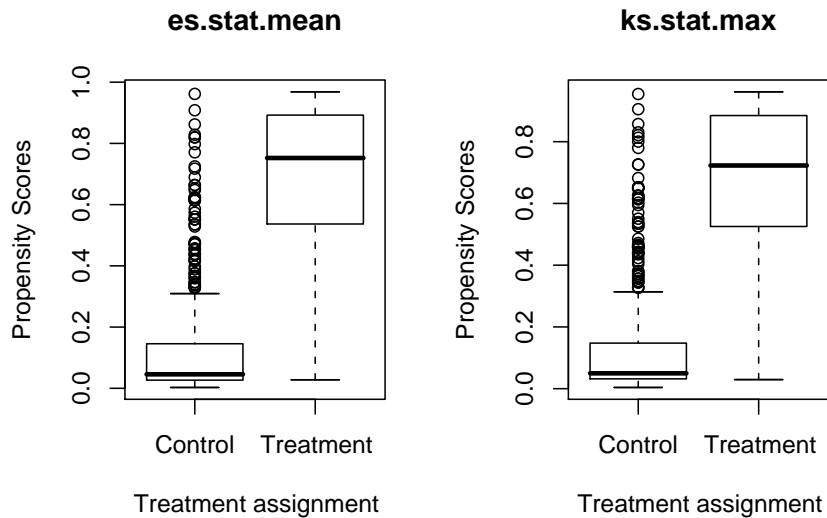 es.stat.mean
Propensity Scores
0.0 0.2 0.4 0.6 0.8 1.0
Control Treatment
Treatment assignment
ks.stat.max
Propensity Scores
0.0 0.2 0.4 0.6 0.8
Control Treatment
Treatment assignment